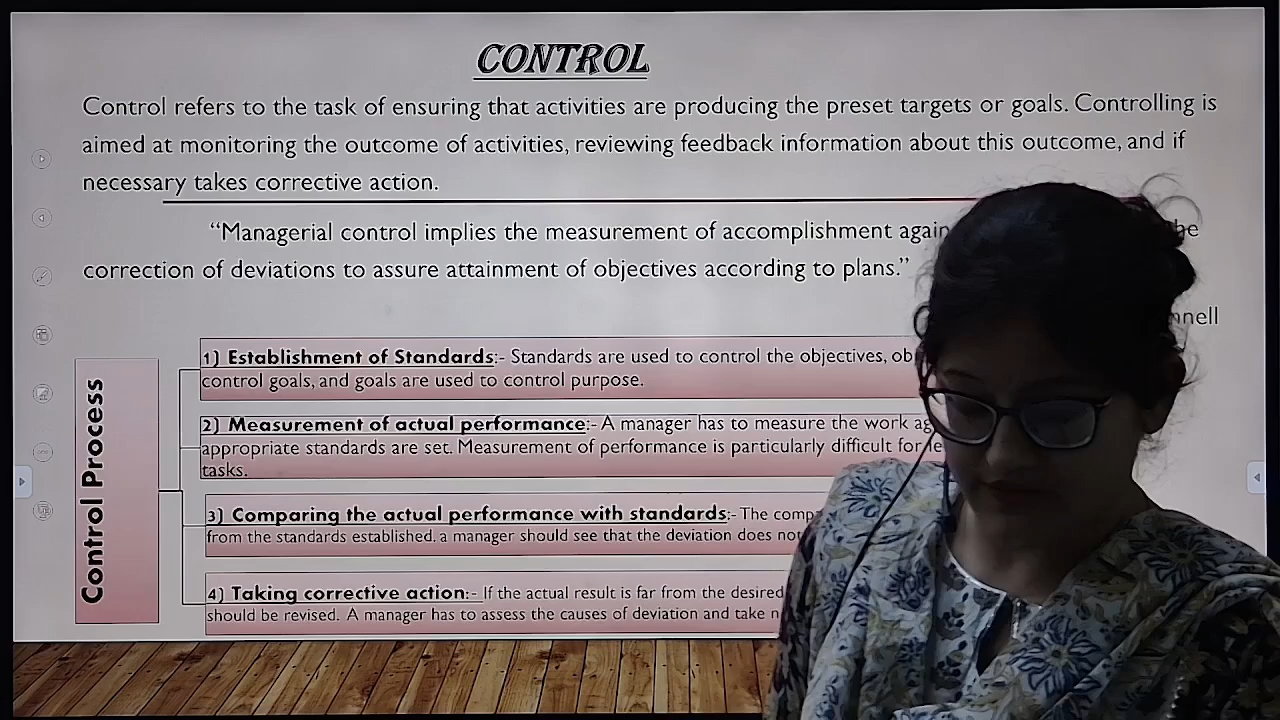 CONTROL
Control refers to the task of ensuring that activities are producing the preset targets or goals. Controlling is
aimed at monitoring the outcome of activities, reviewing feedback information about this outcome, and if
necessary takes corrective action.
“Managerial control implies the measurement of accomplishment
correction of deviations to assure attainment of objectives according to plans.”
Control Process
1) Establishment of Standards:- Standards are used to control the objectives,
control goals, and goals are used to control purpose.
2) Measurement of actual performance:- A manager has to measure the work
appropriate standards are set. Measurement of performance is particularly difficult for
tasks.
3) Comparing the actual performance with standards:- The
from the standards established. a manager should see that the deviation does
4) Taking corrective action:- If the actual result is far from the desired
should be revised. A manager has to assess the causes of deviation and take